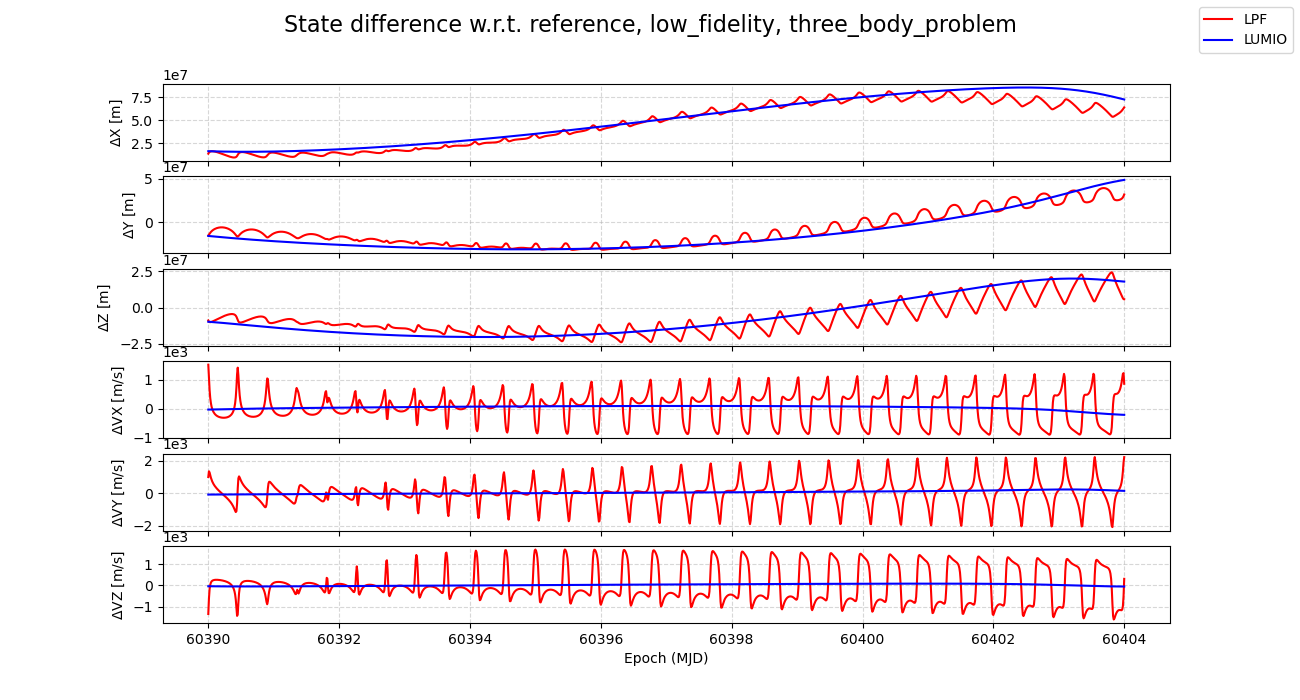 State difference w.r.t. reference, low_fidelity, three_body_problem
LPF
LUMIO
1e7
7.5
5.0
2.5
ΔX [m]
1e7
5
0
ΔY [m]
1e7
2.5
0.0
−2.5
ΔZ [m]
1e3
1
0
−1
ΔVX [m/s]
1e3
2
0
−2
ΔVY [m/s]
1e3
1
0
−1
ΔVZ [m/s]
60390 60392 60394 60396 60398 60400 60402 60404
Epoch (MJD)